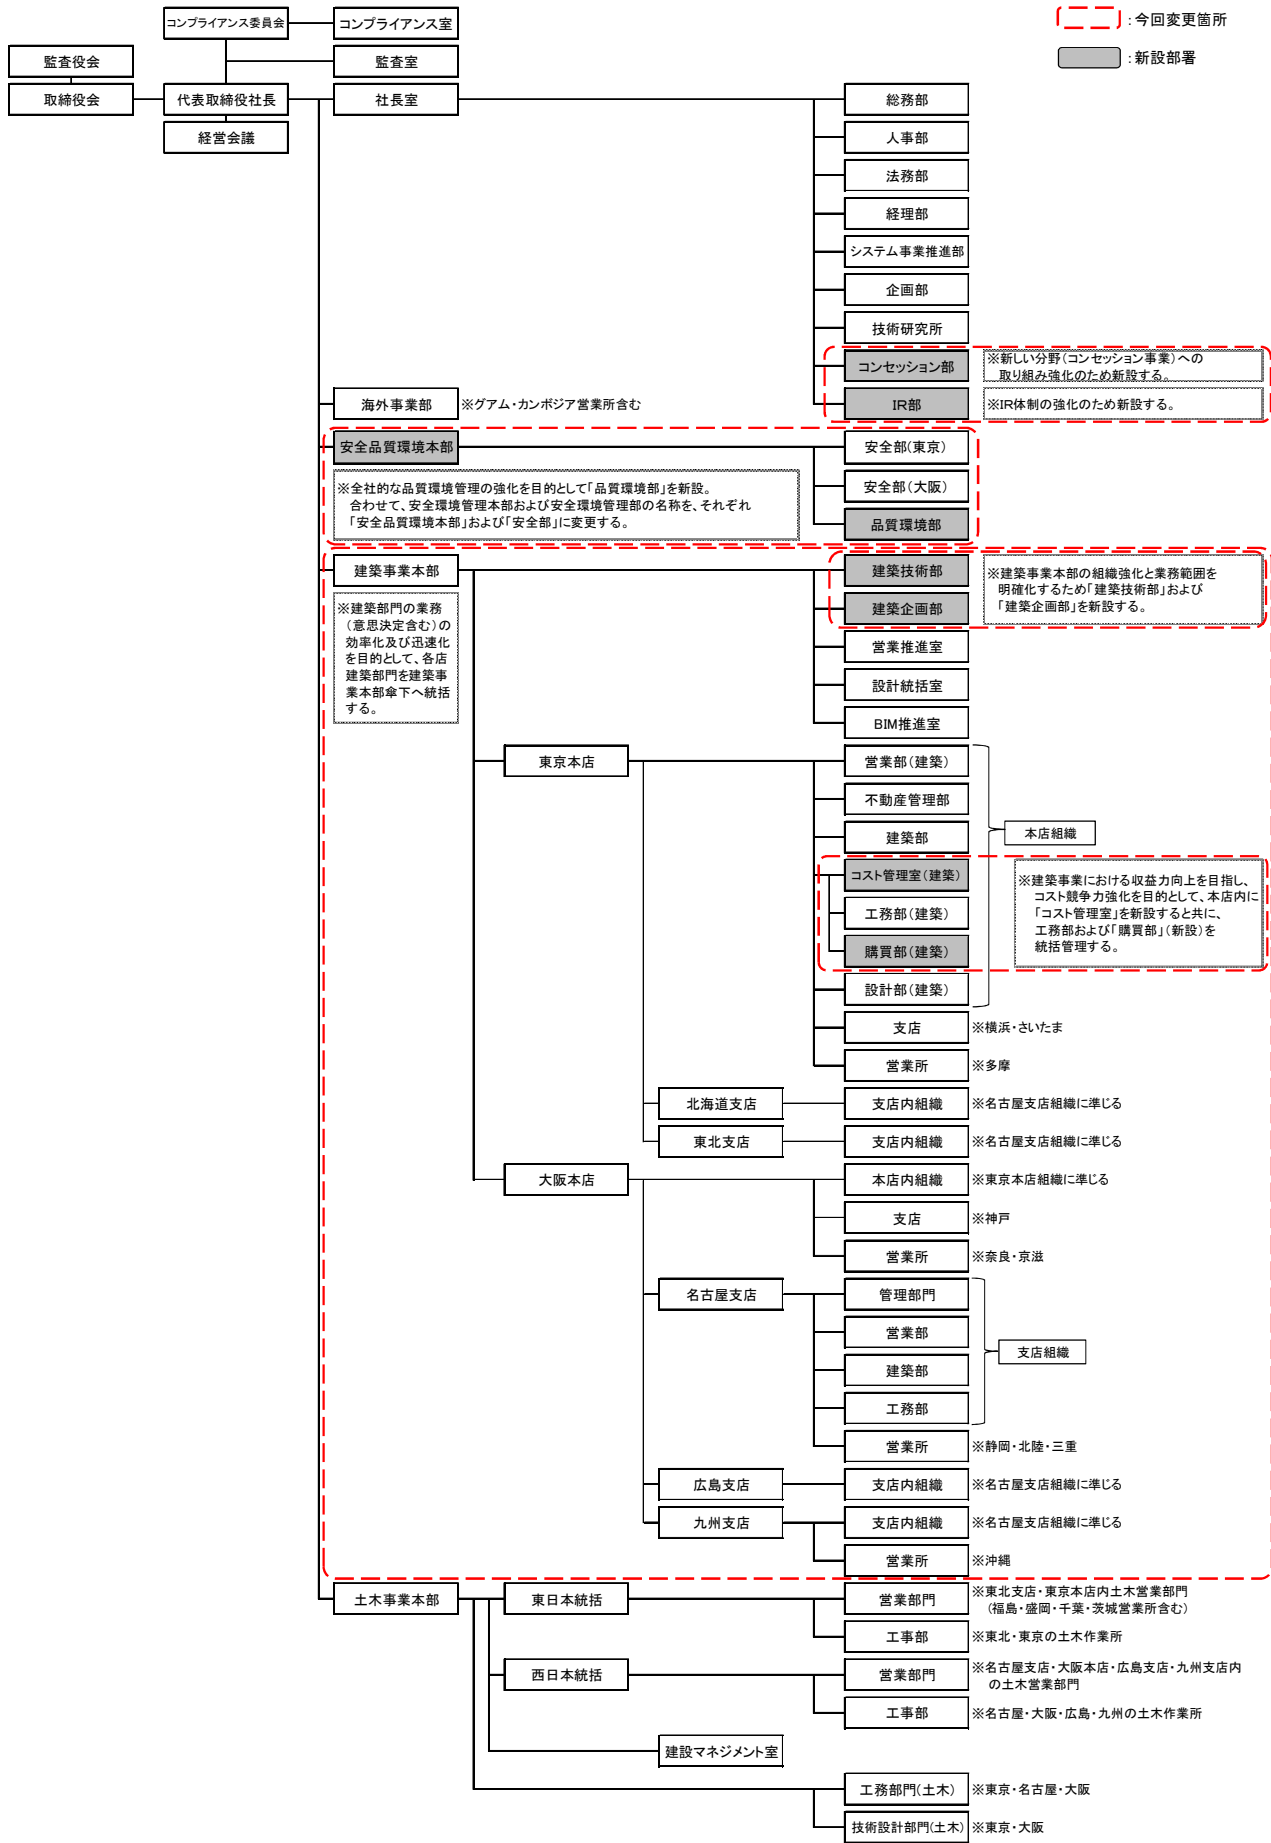 コンプライアンス委員会
コンプライアンス室
：今回変更箇所
監査役会
監査室
：新設部署
取締役会
代表取締役社長
社長室
総務部
経営会議
人事部
法務部
経理部
システム事業推進部
企画部
技術研究所
コンセッション部
※新しい分野（コンセッション事業）への
取り組み強化のため新設する。
海外事業部
※グアム・カンボジア営業所含む
IR部
※IR体制の強化のため新設する。
安全品質環境本部
安全部（東京）
※全社的な品質環境管理の強化を目的として「品質環境部」を新設。
合わせて、安全環境管理本部および安全環境管理部の名称を、それぞれ
「安全品質環境本部」および「安全部」に変更する。
安全部（大阪）
品質環境部
建築事業本部
建築技術部
※建築事業本部の組織強化と業務範囲を
明確化するため「建築技術部」および
「建築企画部」を新設する。
※建築部門の業務
（意思決定含む）の
効率化及び迅速化
を目的として、各店
建築部門を建築事
業本部傘下へ統括
する。
建築企画部
営業推進室
設計統括室
BIM推進室
東京本店
営業部（建築）
不動産管理部
建築部
本店組織
コスト管理室（建築）
※建築事業における収益力向上を目指し、
コスト競争力強化を目的として、本店内に
「コスト管理室」を新設すると共に、
工務部および「購買部」（新設）を
統括管理する。
工務部（建築）
購買部（建築）
設計部（建築）
支店
※横浜・さいたま
営業所
※多摩
北海道支店
支店内組織
※名古屋支店組織に準じる
東北支店
支店内組織
※名古屋支店組織に準じる
大阪本店
本店内組織
※東京本店組織に準じる
支店
※神戸
営業所
※奈良・京滋
名古屋支店
管理部門
営業部
支店組織
建築部
工務部
営業所
※静岡・北陸・三重
広島支店
支店内組織
※名古屋支店組織に準じる
九州支店
支店内組織
※名古屋支店組織に準じる
営業所
※沖縄
土木事業本部
東日本統括
営業部門
※東北支店・東京本店内土木営業部門
（福島・盛岡・千葉・茨城営業所含む）
工事部
※東北・東京の土木作業所
西日本統括
営業部門
※名古屋支店・大阪本店・広島支店・九州支店内
の土木営業部門
工事部
※名古屋・大阪・広島・九州の土木作業所
建設マネジメント室
工務部門(土木)
※東京・名古屋・大阪
技術設計部門(土木)
※東京・大阪